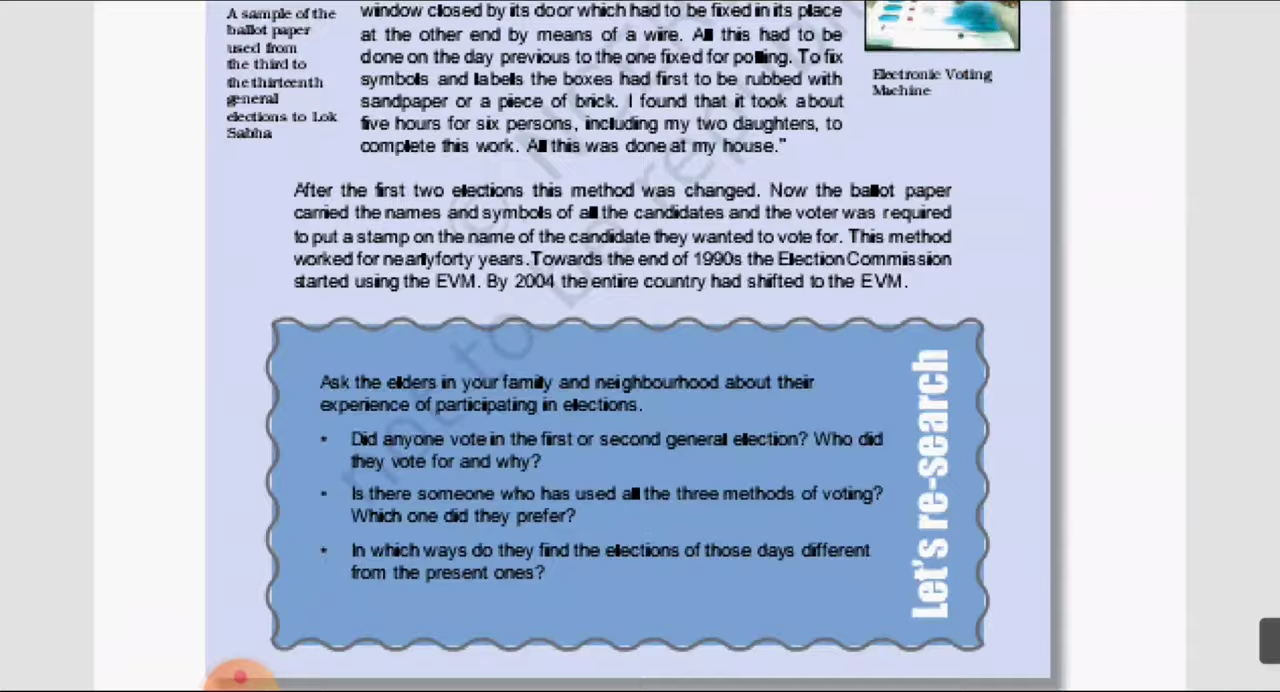 A sample of the
ballot paper
used from
the third to
the thirteenth
general
elections to Lok
Sabha
window closed by its door which had to be fixed in its place
at the other end by means of a wire. All this had to be
done on the day previous to the one fixed for polling. To fix
symbols and labels the boxes had first to be rubbed with
sandpaper or a piece of brick. I found that it took about
five hours for six persons, including my two daughters, to
complete this work. All this was done at my house.”
Electronic Voting
Machine
After the first two elections this method was changed. Now the ballot paper
carried the names and symbols of all the candidates and the voter was required
to put a stamp on the name of the candidate they wanted to vote for. This method
worked for nearly forty years. Towards the end of 1990s the Election Commission
started using the EVM. By 2004 the entire country had shifted to the EVM.
Ask the elders in your family and neighbourhood about their
experience of participating in elections.
• Did anyone vote in the first or second general election? Who did
they vote for and why?
• Is there someone who has used all the three methods of voting?
Which one did they prefer?
• In which ways do they find the elections of those days different
from the present ones?
Let's re-search
not to be